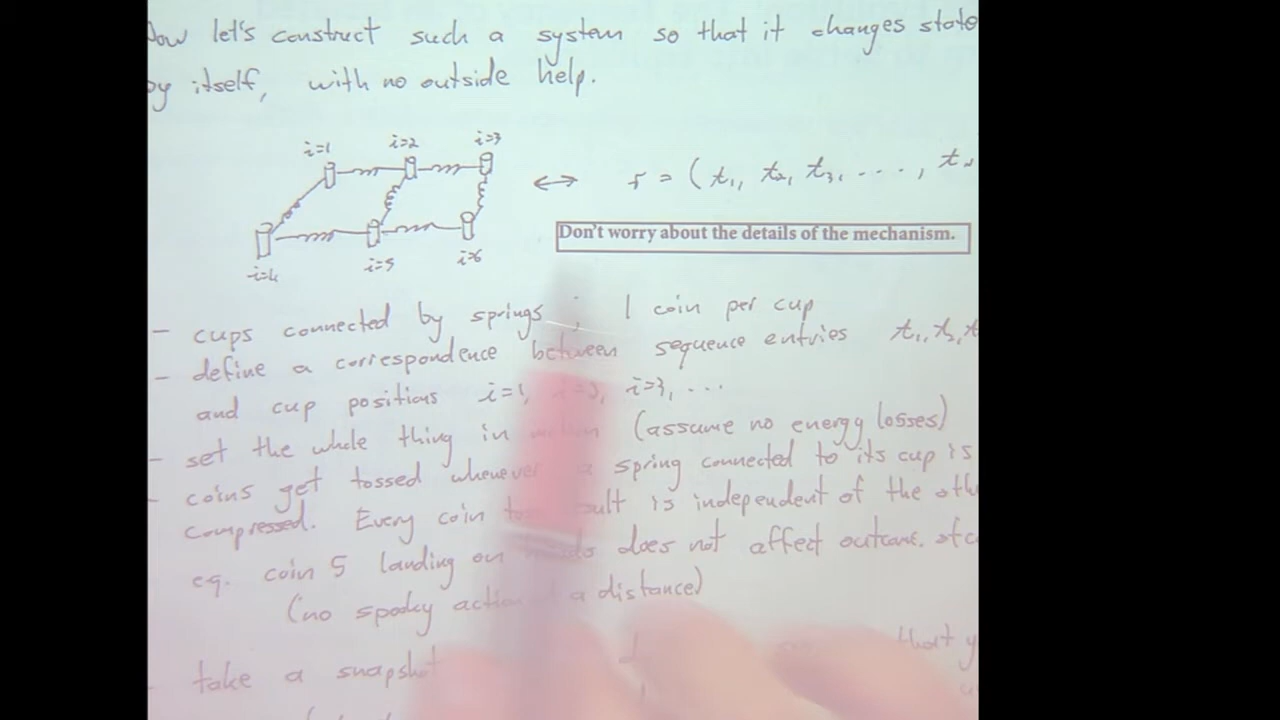 Now let's construct such a system so that it changes state
by itself, with no outside help.
i=1 i=2 i=3
↔ r = (t₁, t₂, t₃, ....,
Don't worry about the details of the mechanism.
i=4 i=5 i=6
- cups connected by springs ; 1 coin per cup
- define a correspondence between sequence entries t₁, t₂,
and cup positions i=1, i=2, i=3, ...
- set the whole thing in (assume no energy losses)
- coins get tossed whenever a spring connected to its cup is
compressed. Every coin result is independent of the
eg. coin 5 landing on heads does not affect outcome of
(no spooky action at a distance)
- take a snapshot that